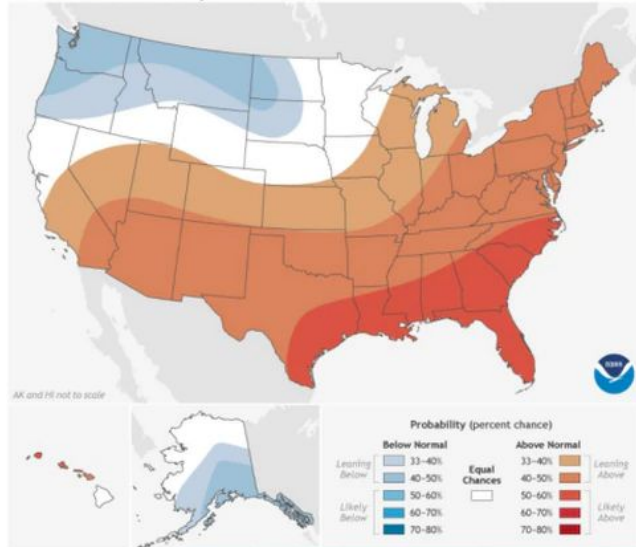 noaa
AK and HI not to scale
Probability (percent chance)
Below Normal
Above Normal
Leaning
Below
33-40%
40-50%
Likely
Below
50-60%
60-70%
70-80%
Equal
Chances
33-40%
40-50%
Leaning
Above
50-60%
60-70%
70-80%
Likely
Above